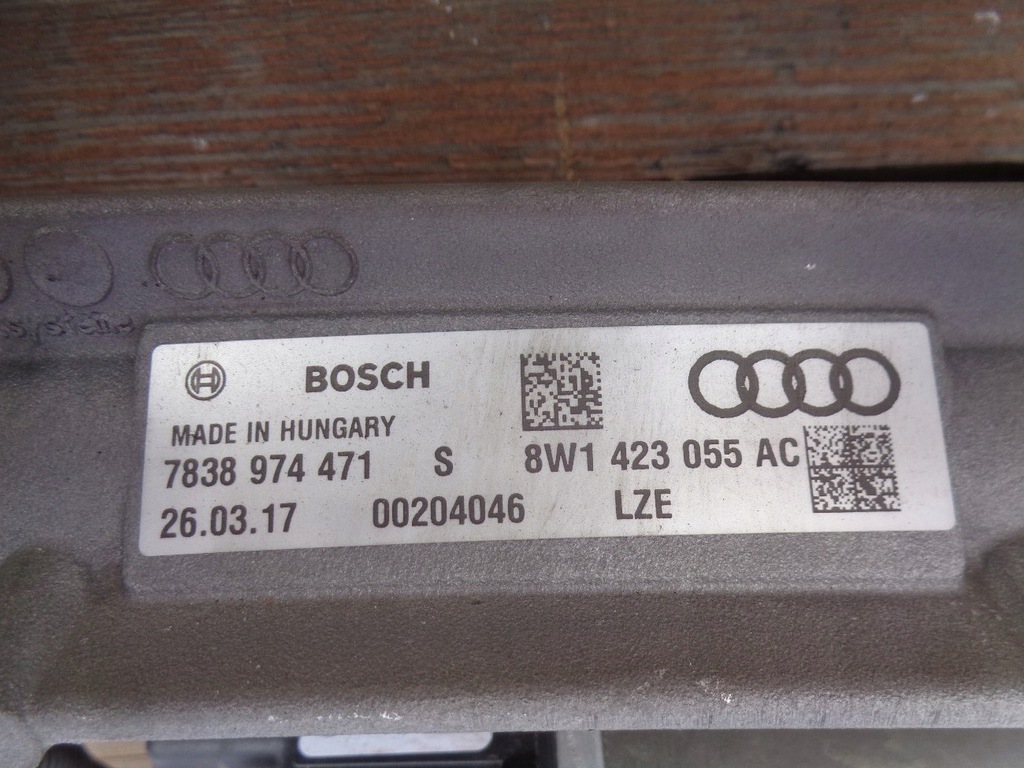 BOSCH
MADE IN HUNGARY
7838 974 471 S 8W1 423 055 AC
26.03.17 00204046 LZE